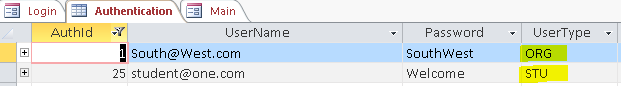 Login Authentication Main
AuthId UserName Password UserType
1 South@West.com SouthWest ORG
25 student@one.com Welcome STU